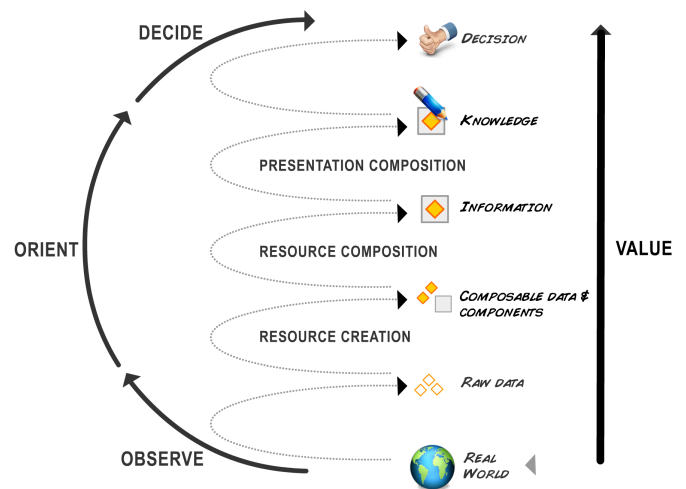 DECIDE
DECISION
KNOWLEDGE
PRESENTATION COMPOSITION
INFORMATION
ORIENT
RESOURCE COMPOSITION
VALUE
COMPOSABLE DATA &
COMPONENTS
RESOURCE CREATION
RAW DATA
OBSERVE
REAL
WORLD